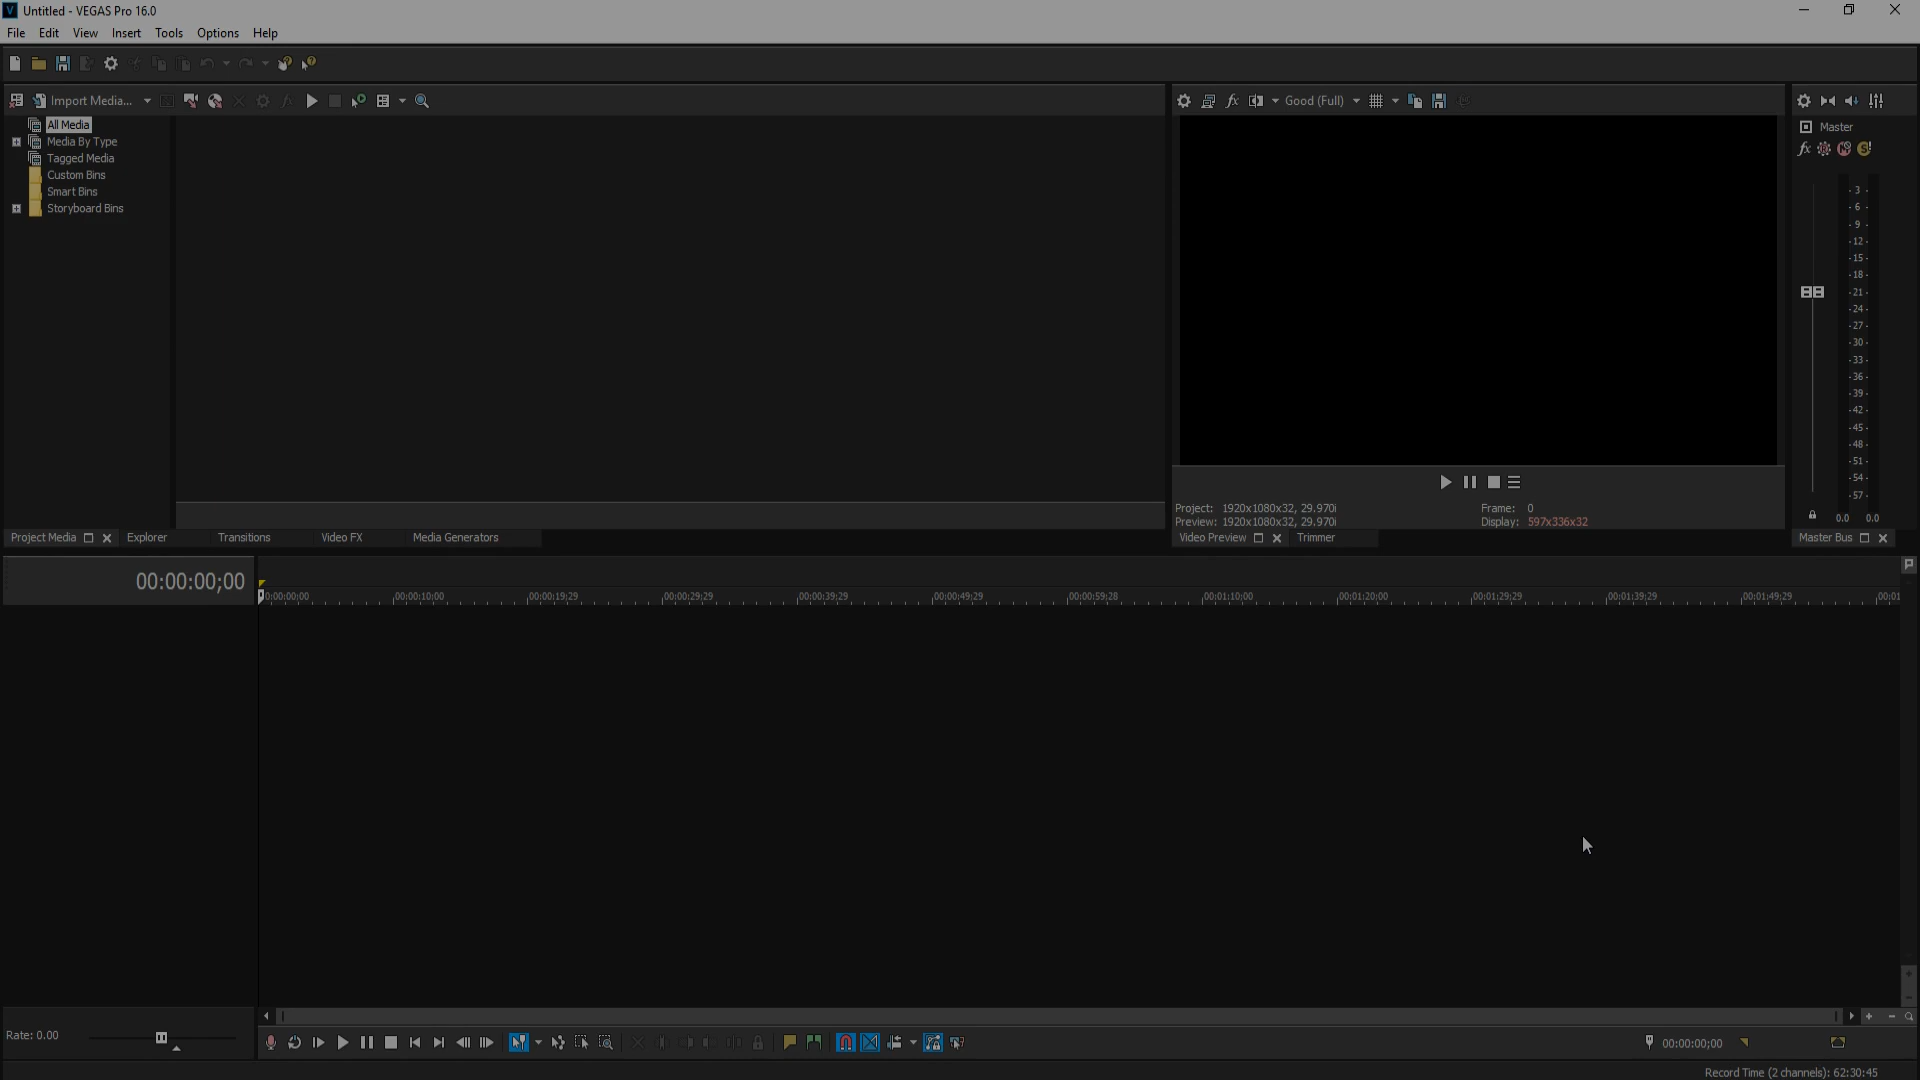 Untitled - VEGAS Pro 16.0
File Edit View Insert Tools Options Help
Import Media...
Good (Full)
All Media
Media By Type
Tagged Media
Custom Bins
Smart Bins
Storyboard Bins
Master
- 3 -
- 6 -
- 9 -
- 12 -
- 15 -
- 18 -
- 21 -
- 24 -
- 27 -
- 30 -
- 33 -
- 36 -
- 39 -
- 42 -
- 45 -
- 48 -
- 51 -
- 54 -
- 57 -
0.0 0.0
Project: 1920x1080x32, 29.970i
Frame: 0
Preview: 1920x1080x32, 29.970i
Display: 597x336x32
Project Media Explorer Transitions Video FX Media Generators
Video Preview Trimmer
Master Bus
00:00:00;00
0:00:00:00 00:00:10;00 00:00:19;29 00:00:29;29 00:00:39;29 00:00:49;29 00:00:59;28 00:01:10;00 00:01:20;00 00:01:29;29 00:01:39;29 00:01:49;29 00:01
Rate: 0.00
00:00:00;00
Record Time (2 channels): 62:30:45